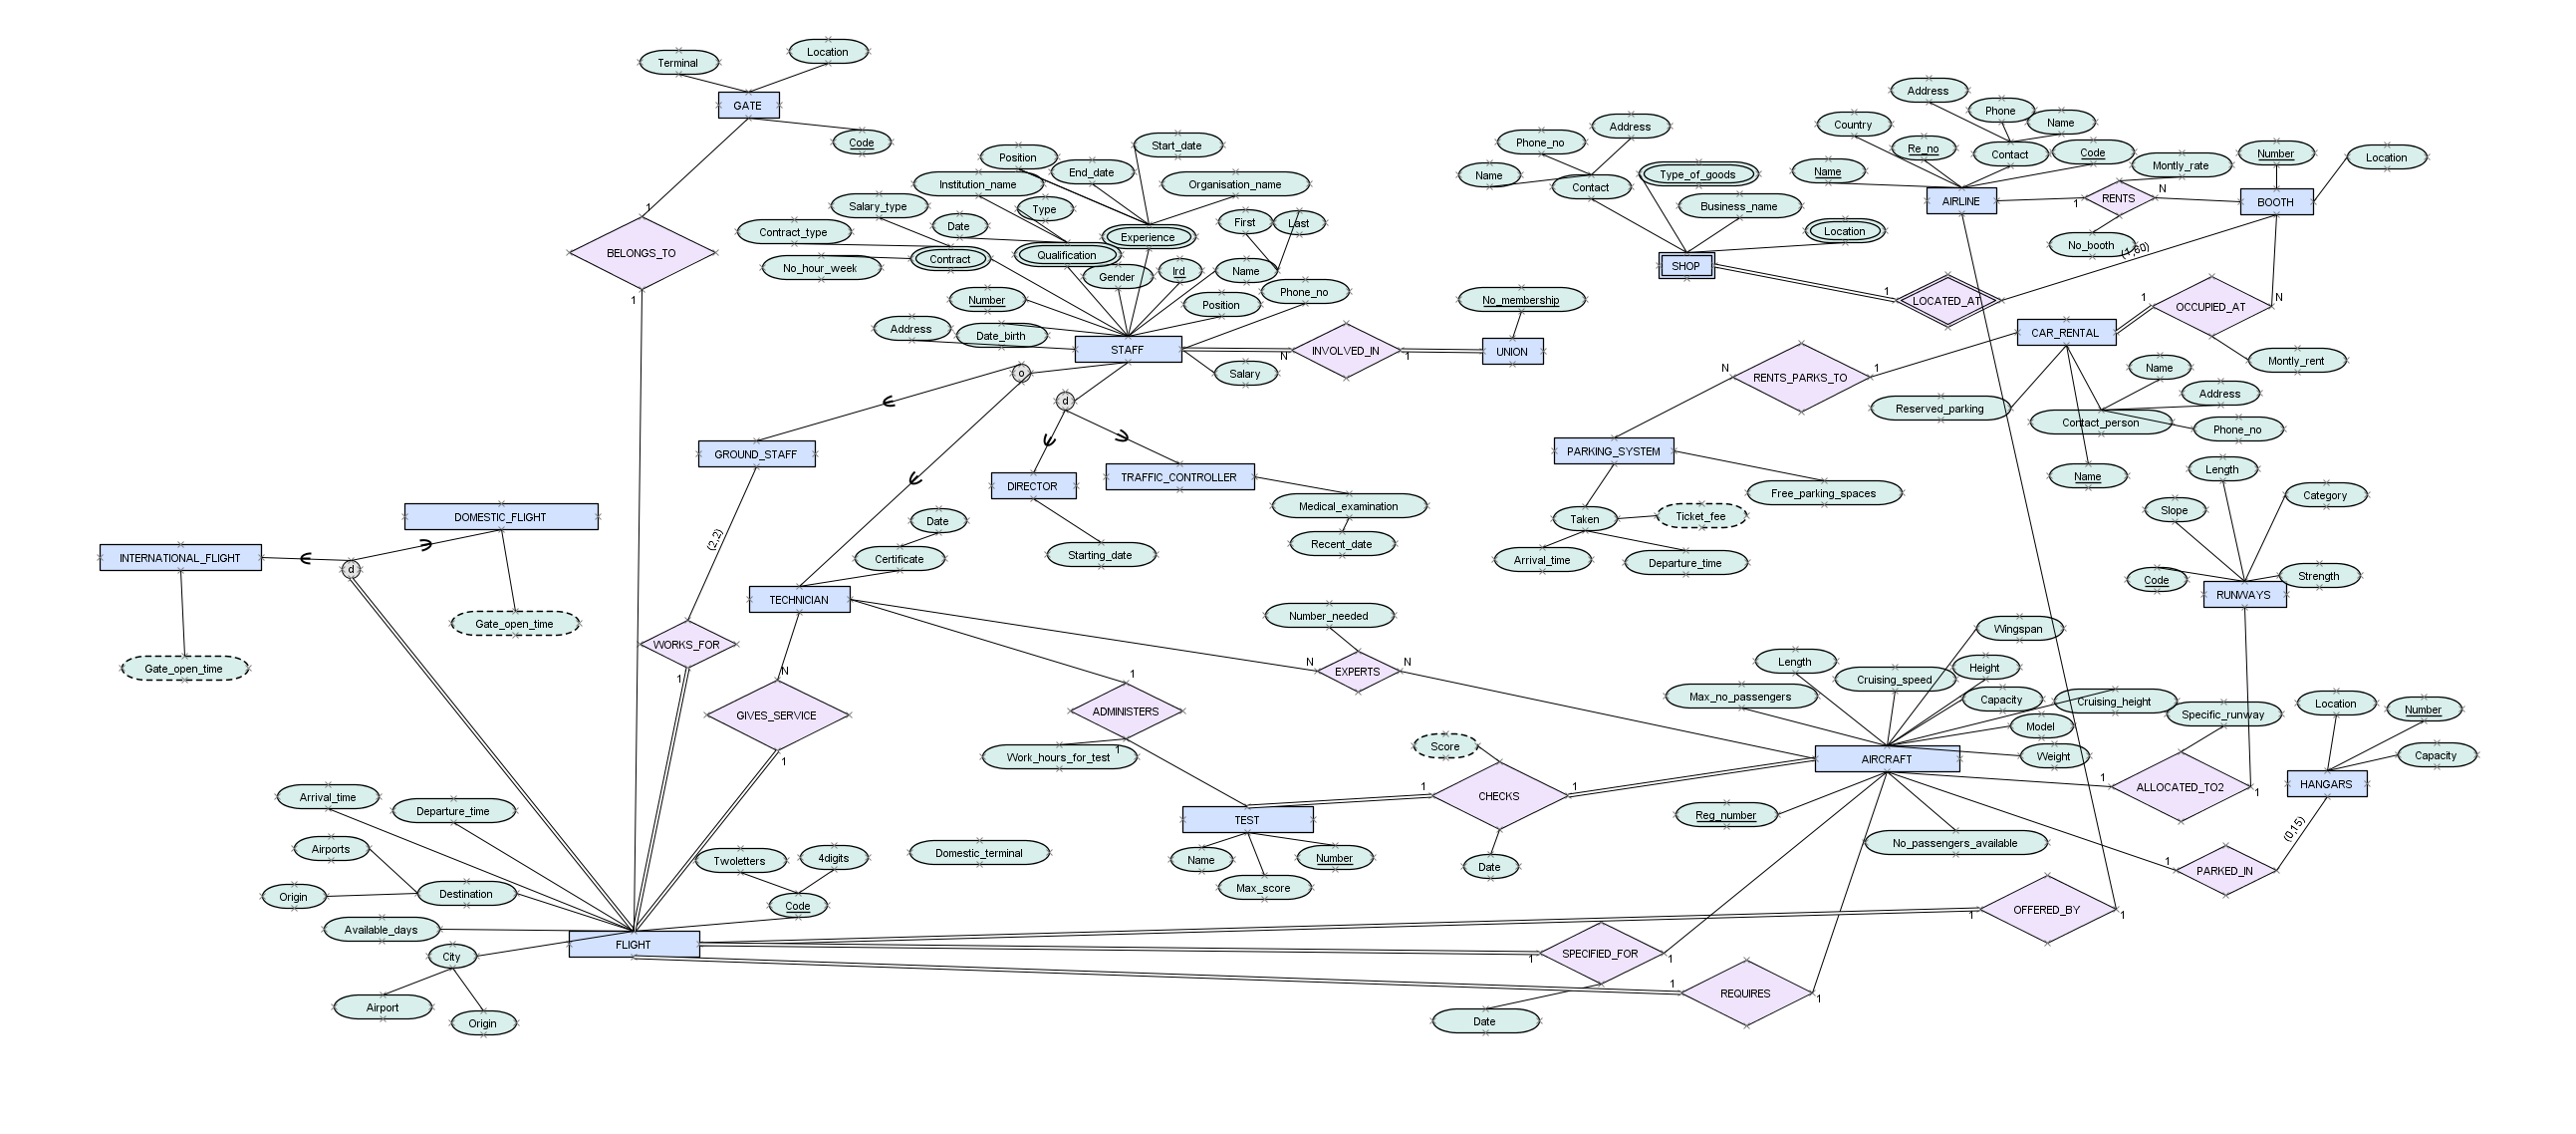 Location
Terminal
GATE
Code
BELONGS_TO
1
1
Position
End_date
Start_date
Institution_name
Organisation_name
Salary_type
Type
Contract_type
Date
First
Last
Experience
Contract
Qualification
No_hour_week
Gender
Ird
Name
Phone_no
Number
Position
Address
Date_birth
STAFF
Salary
N
INVOLVED_IN
1
No_membership
UNION
Phone_no
Address
Name
Contact
Type_of_goods
Business_name
Location
SHOP
1
LOCATED_AT
(1,60)
Address
Country
Phone
Name
Re_no
Contact
Code
Name
Montly_rate
Number
Location
AIRLINE
1
RENTS
N
BOOTH
No_booth
OCCUPIED_AT
1
N
Montly_rent
CAR_RENTAL
RENTS_PARKS_TO
N
1
Reserved_parking
Name
Address
Contact_person
Phone_no
Name
o
d
GROUND_STAFF
DIRECTOR
TRAFFIC_CONTROLLER
Starting_date
Medical_examination
Recent_date
PARKING_SYSTEM
Free_parking_spaces
Taken
Ticket_fee
Arrival_time
Departure_time
Length
Category
Slope
Code
Strength
RUNWAYS
DOMESTIC_FLIGHT
INTERNATIONAL_FLIGHT
d
Gate_open_time
Gate_open_time
(2,2)
WORKS_FOR
1
Date
Certificate
TECHNICIAN
N
GIVES_SERVICE
1
Number_needed
N
EXPERTS
N
1
ADMINISTERS
1
Work_hours_for_test
Score
1
CHECKS
1
Date
TEST
Name
Number
Max_score
Wingspan
Length
Cruising_speed
Height
Max_no_passengers
Capacity
Cruising_height
Model
Weight
Specific_runway
AIRCRAFT
Reg_number
No_passengers_available
1
ALLOCATED_TO2
1
Location
Number
Capacity
HANGARS
(0,15)
1
PARKED_IN
Arrival_time
Departure_time
Airports
Origin
Destination
Available_days
City
Airport
Origin
Twoletters
4digits
Code
Domestic_terminal
FLIGHT
1
OFFERED_BY
1
1
SPECIFIED_FOR
1
Date
1
REQUIRES
1